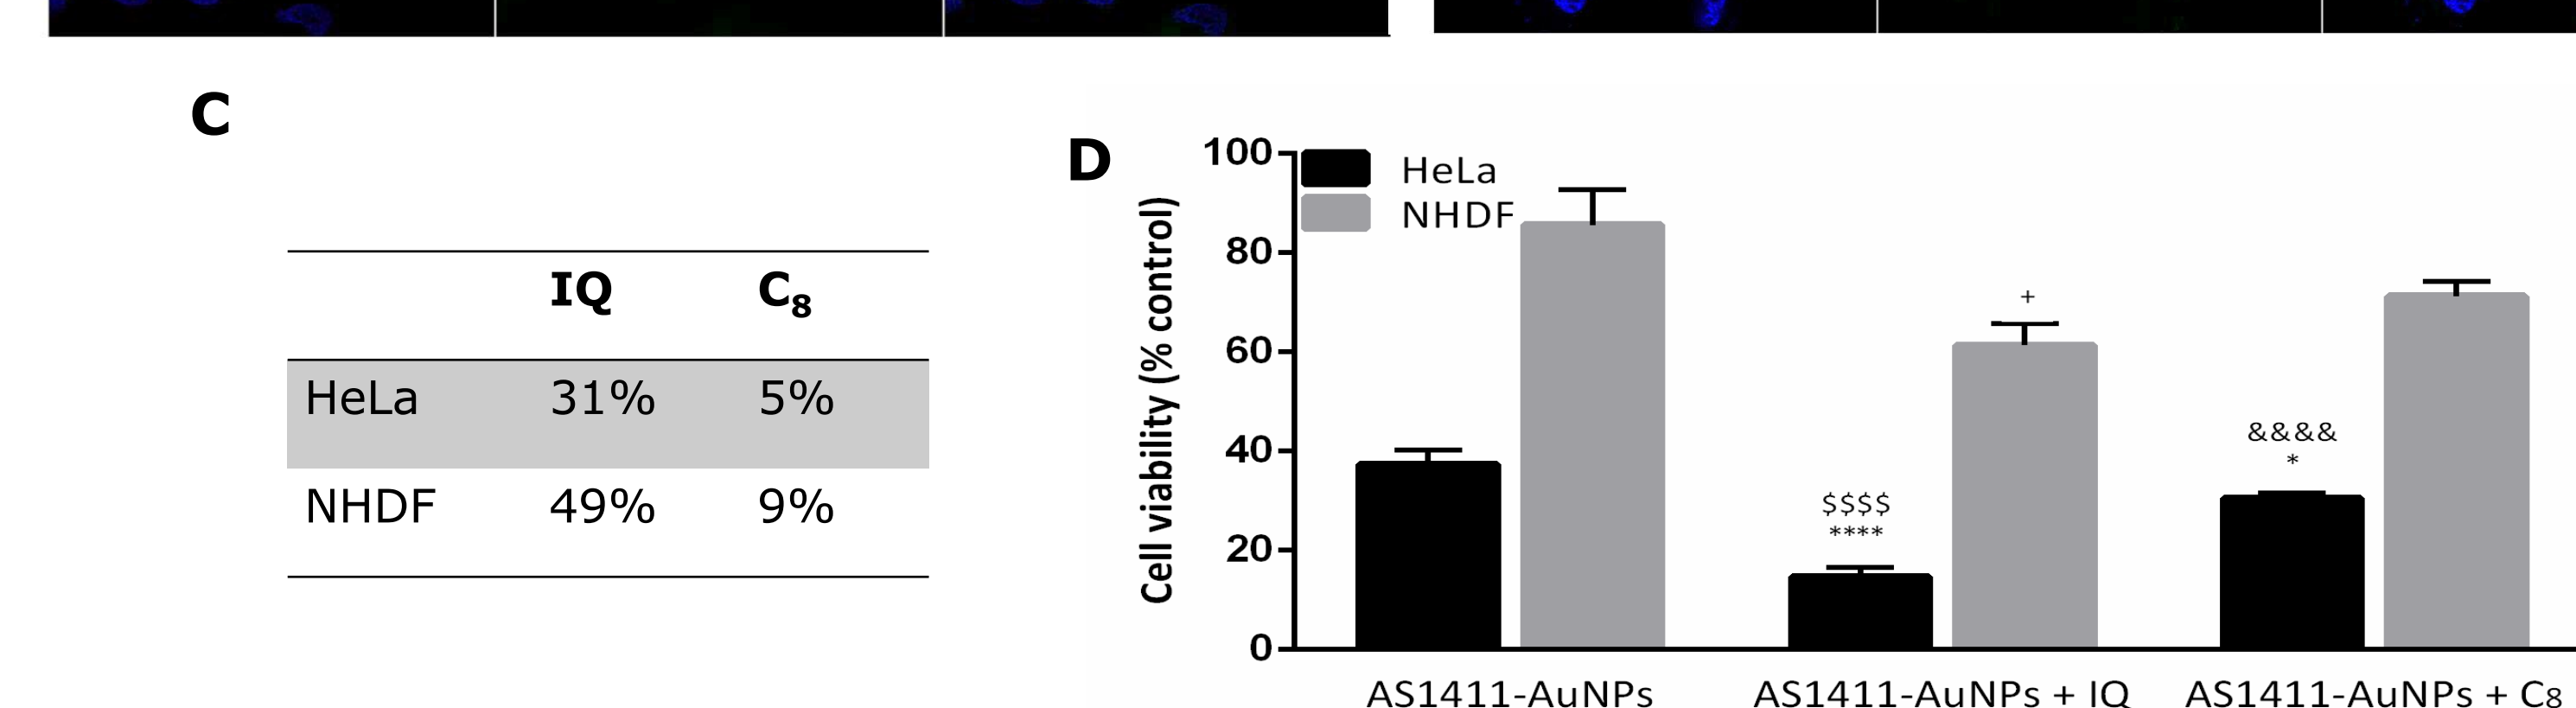 C
IQ C₈
HeLa 31% 5%
NHDF 49% 9%
D
Cell viability (% control)
100
80
60
40
20
0
HeLa
NHDF
+
$$$$
****
&&&&
*
AS1411-AuNPs AS1411-AuNPs + IQ AS1411-AuNPs + C₈